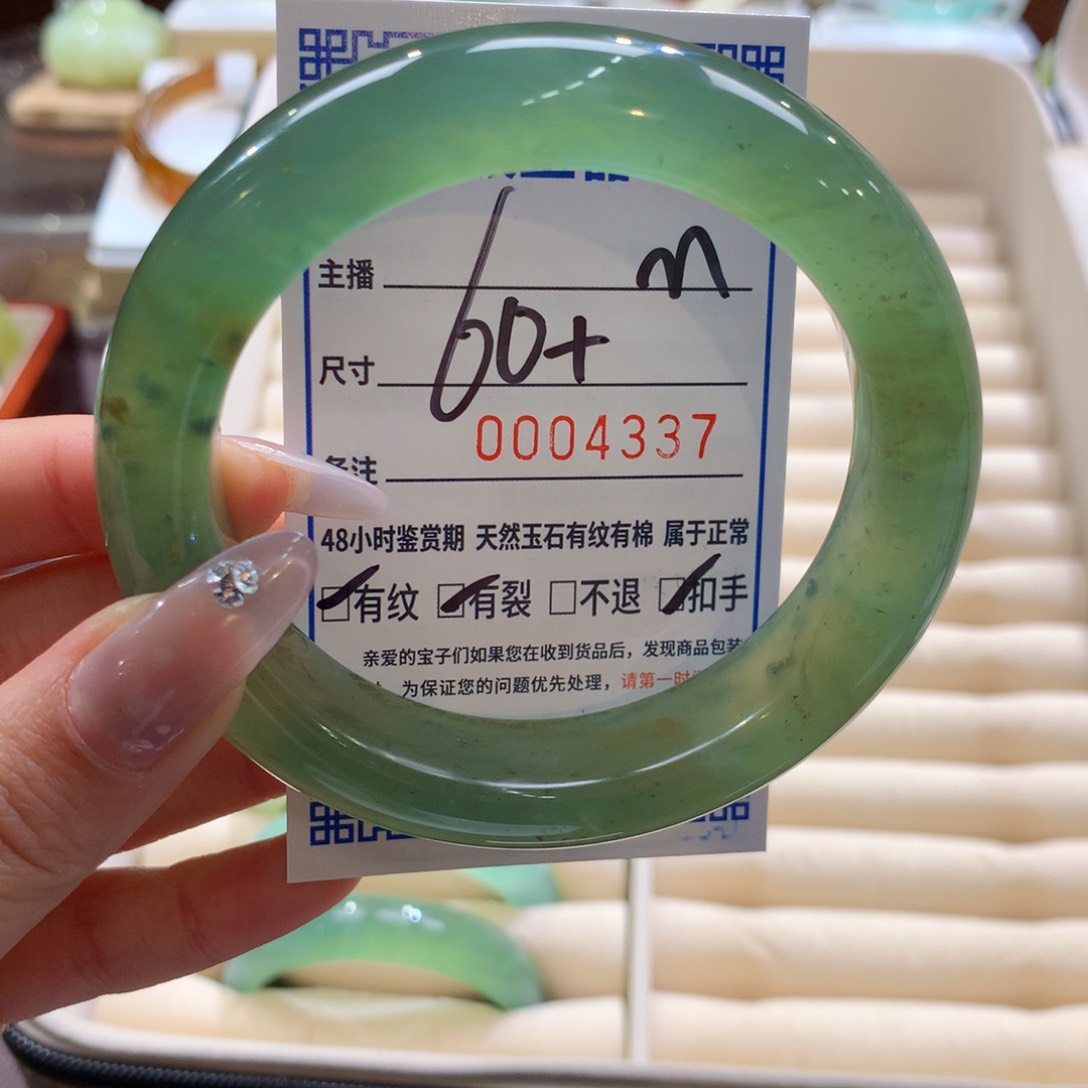 主播 m
尺寸 60+
备注 0004337
48小时鉴赏期 天然玉石有纹有棉 属于正常
☑有纹 ☑有裂 □不退 ☑扣手
亲爱的宝子们如果您在收到货品后，发现商品包装
为保证您的问题优先处理，请第一时